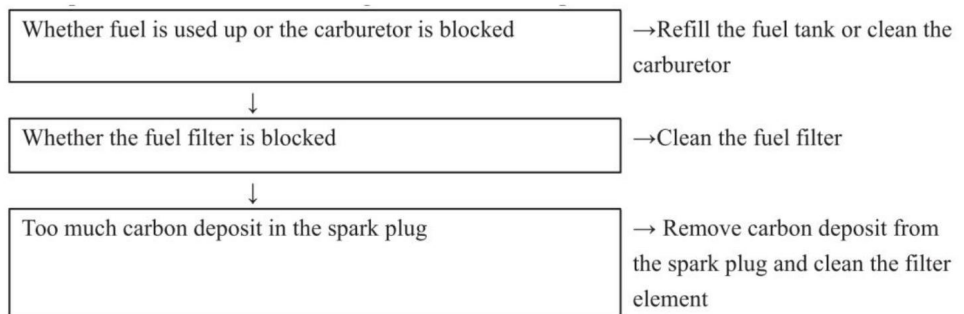 Whether fuel is used up or the carburetor is blocked
→Refill the fuel tank or clean the
carburetor
↓
Whether the fuel filter is blocked
→Clean the fuel filter
↓
Too much carbon deposit in the spark plug
→ Remove carbon deposit from
the spark plug and clean the filter
element